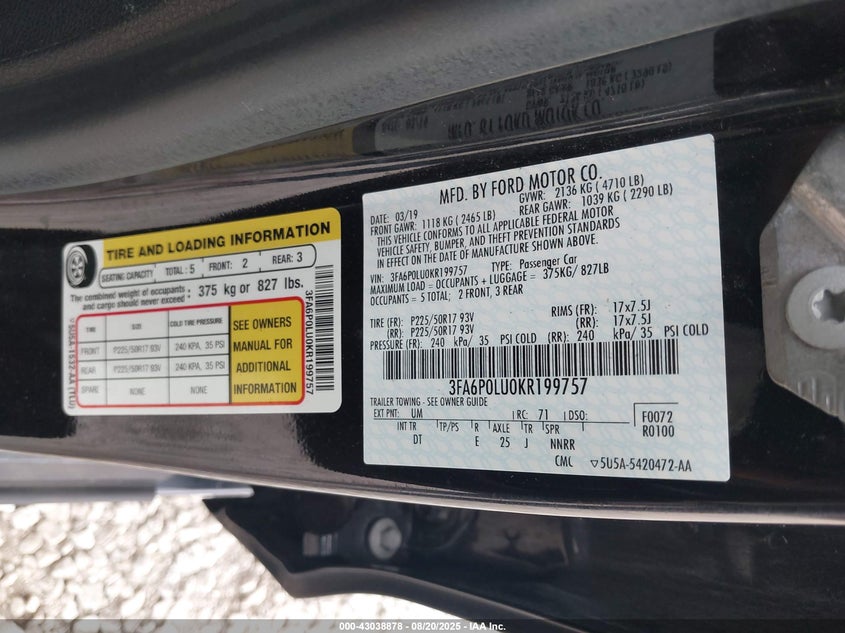 MFD. BY FORD MOTOR CO.
DATE: 03/19
GVWR: 2136 KG ( 4710 LB)
FRONT GAWR: 1118 KG ( 2465 LB)
REAR GAWR: 1039 KG ( 2290 LB)
THIS VEHICLE CONFORMS TO ALL APPLICABLE FEDERAL MOTOR
VEHICLE SAFETY, BUMPER, AND THEFT PREVENTION STANDARDS
IN EFFECT ON THE DATE OF MANUFACTURE SHOWN ABOVE.
VIN: 3FA6P0LU0KR199757
TYPE: Passenger Car
MAXIMUM LOAD = OCCUPANTS + LUGGAGE = 375KG/ 827LB
OCCUPANTS = 5 TOTAL; 2 FRONT, 3 REAR
TIRE (FR): P225/50R17 93V RIMS (FR): 17x7.5J
(RR): P225/50R17 93V (RR): 17x7.5J
PRESSURE (FR): 240 kPa/ 35 PSI COLD (RR): 240 kPa/ 35 PSI COLD
3FA6P0LU0KR199757
TRAILER TOWING - SEE OWNER GUIDE
EXT PNT: UM RC: 71 DSO: F0072
INT TR TP/PS R AXLE TR SPR R0100
DT E 25 J NNRR
CMC ▽5U5A-5420472-AA
TIRE AND LOADING INFORMATION
SEATING CAPACITY TOTAL: 5 FRONT: 2 REAR: 3
The combined weight of occupants
and cargo should never exceed : 375 kg or 827 lbs.
TIRE SIZE COLD TIRE PRESSURE
FRONT P225/50R17 93V 240 KPA, 35 PSI
REAR P225/50R17 93V 240 KPA, 35 PSI
SPARE NONE NONE
SEE OWNERS
MANUAL FOR
ADDITIONAL
INFORMATION
3FA6P0LU0KR199757
▽5U5A-1532-AA (TLU)
000-43038878 - 08/20/2025 - IAA Inc.